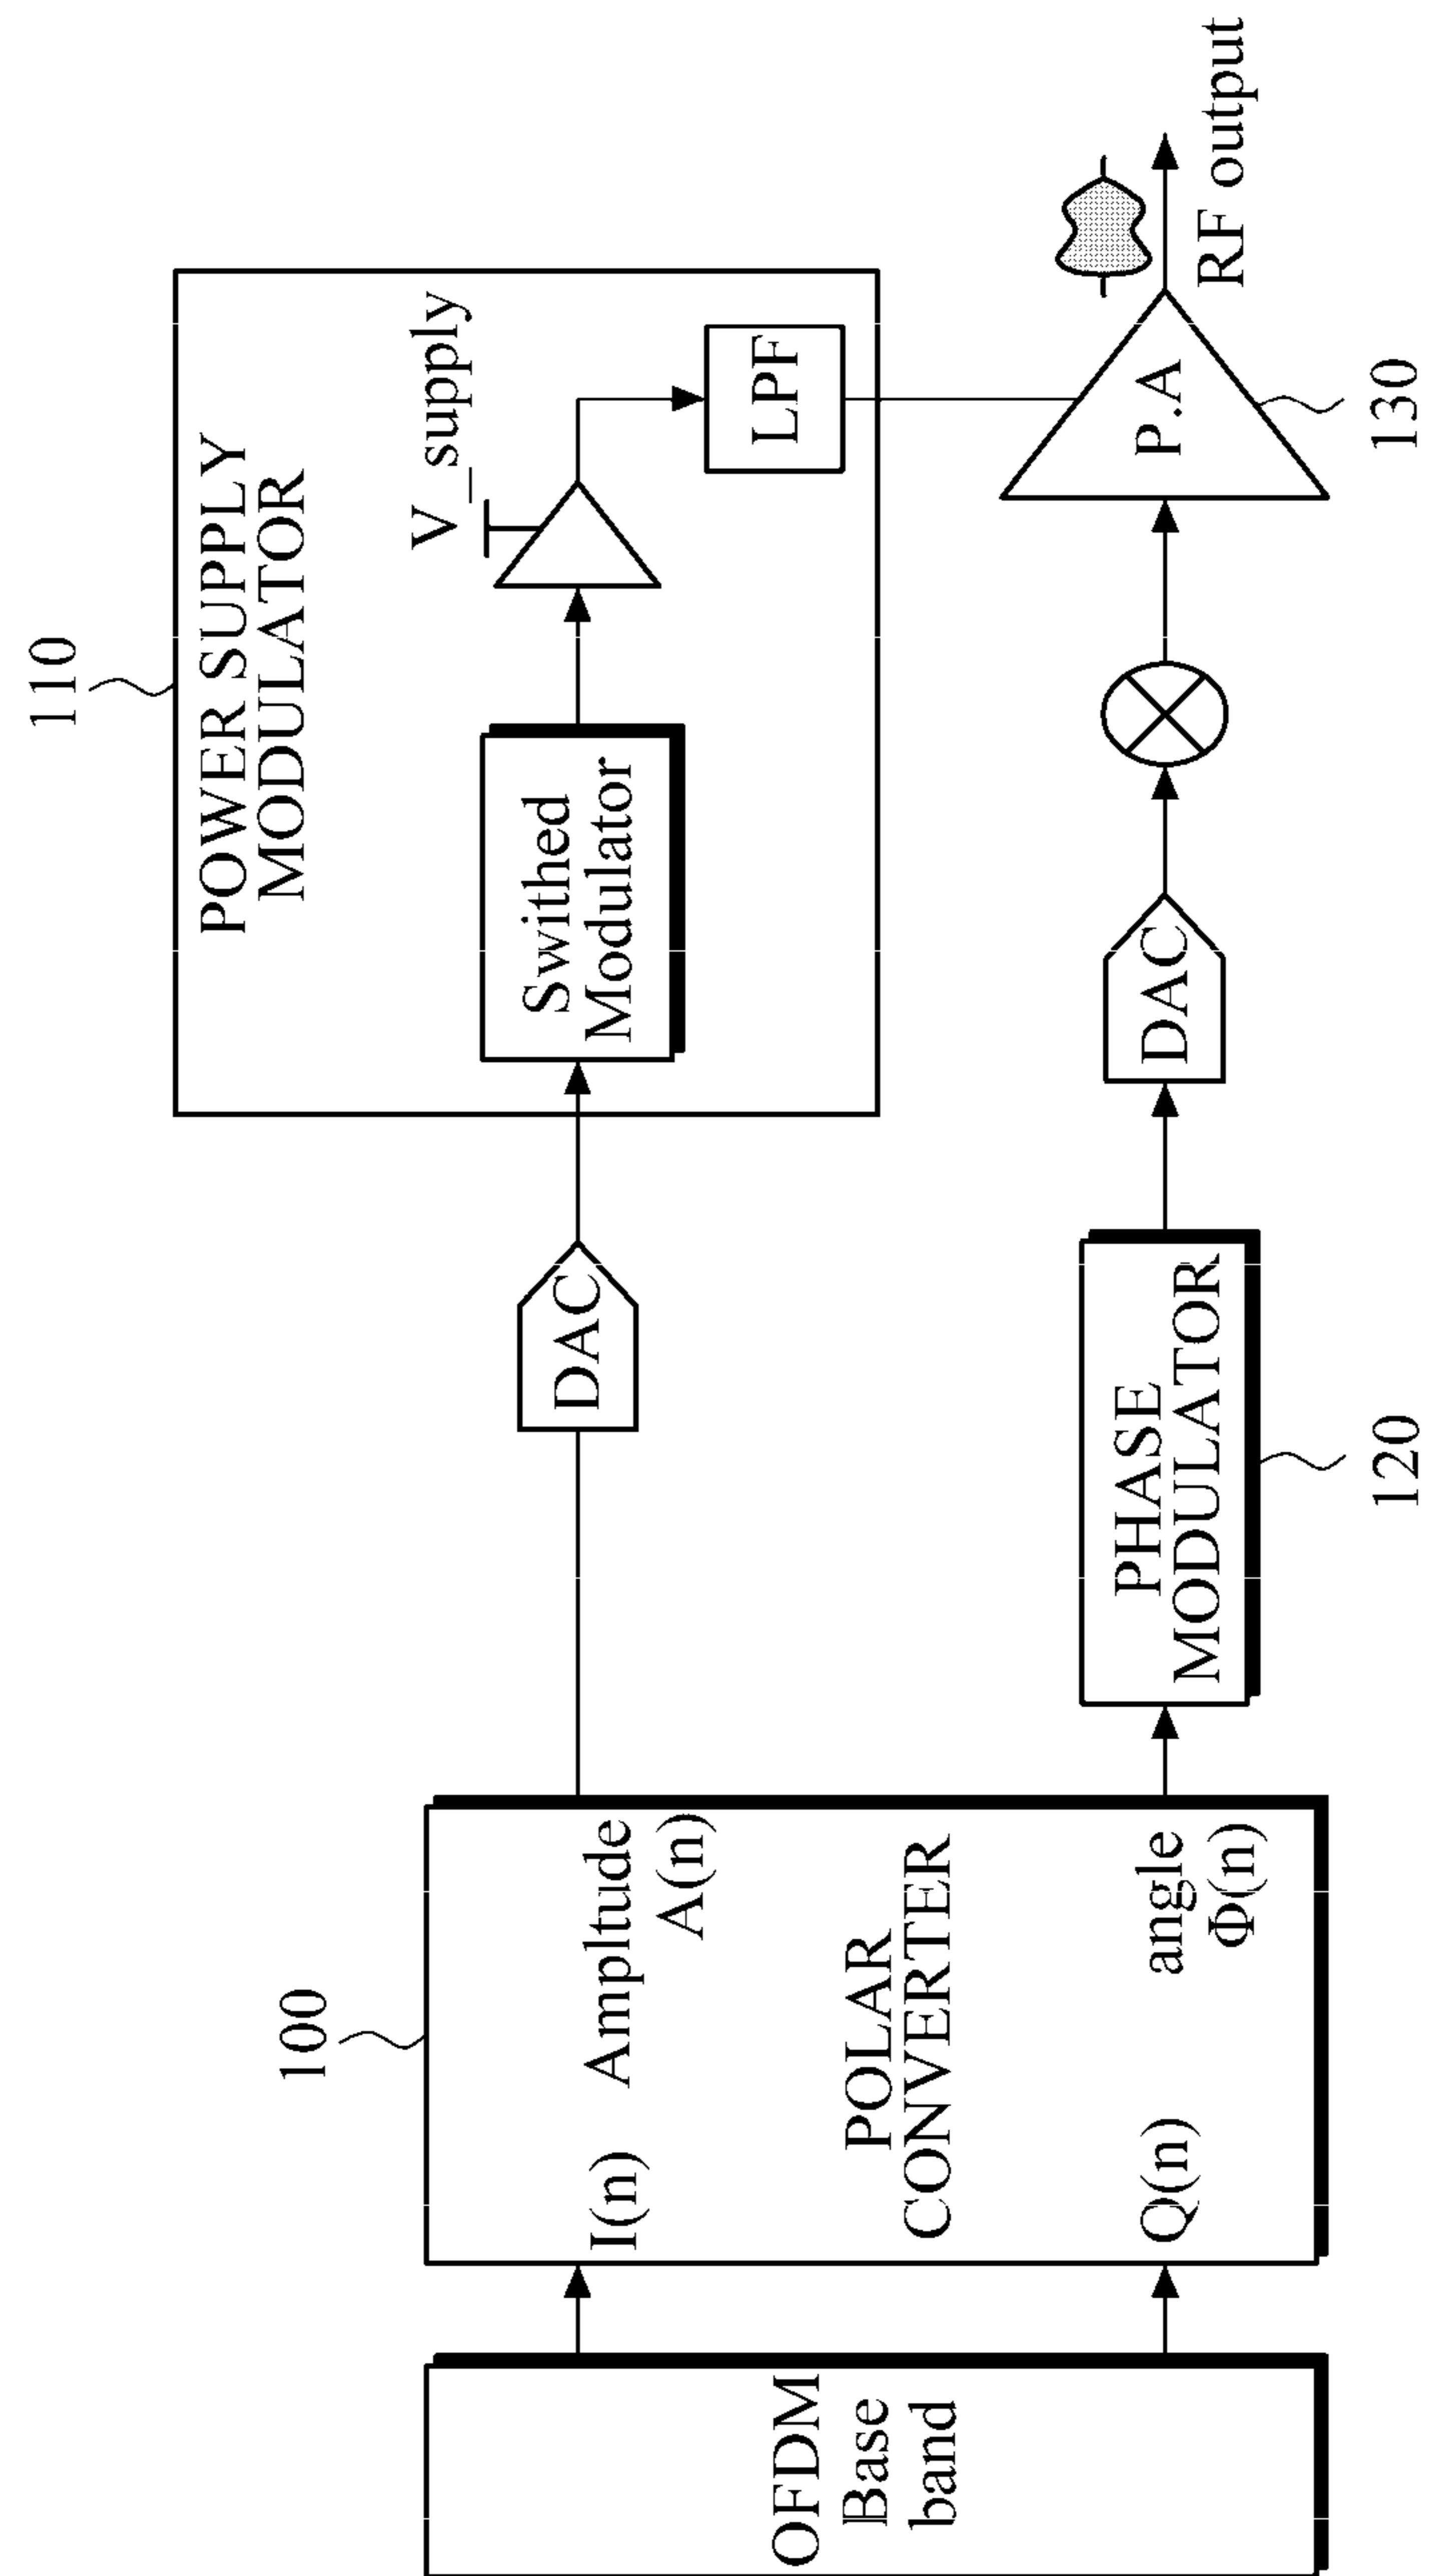 110
POWER SUPPLY
MODULATOR
V_supply
Swithed
Modulator
LPF
DAC
100
I(n)
Ampltude
A(n)
OFDM
Base
band
POLAR
CONVERTER
Q(n)
angle
Φ(n)
PHASE
MODULATOR
120
DAC
P.A
130
RF output